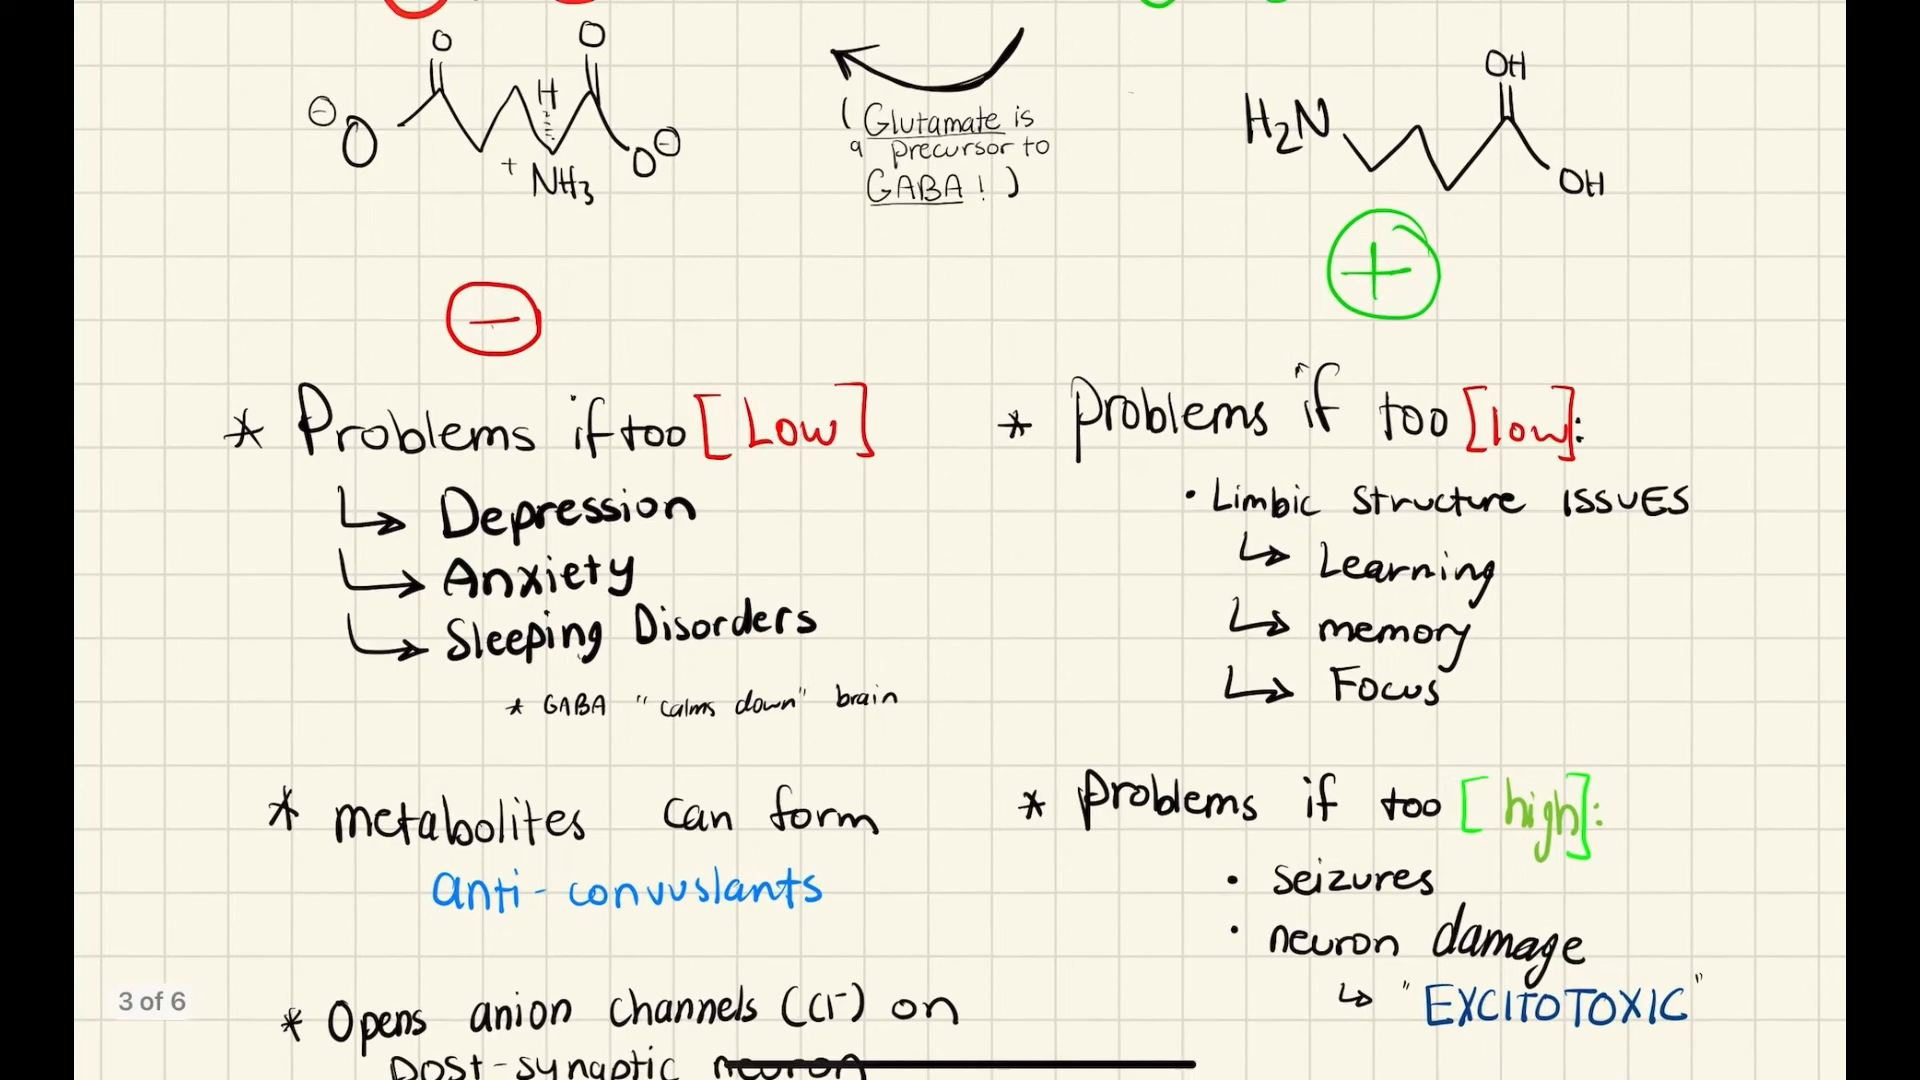 O
O
⊖
O
H
+
NH3
O⊖
( Glutamate is
a precursor to
GABA ! )
OH
H2N
OH
−
+
* Problems if too [Low]
↳ Depression
↳ Anxiety
↳ Sleeping Disorders
* GABA "calms down" brain
* metabolites can form
anti-convuslants
* Opens anion channels (Cl-) on
post-synaptic neuron
* Problems if too [low]:
• Limbic Structure ISSUES
↳ Learning
↳ memory
↳ Focus
* Problems if too [high]:
• Seizures
• neuron damage
↳ "EXCITOTOXIC"
3 of 6